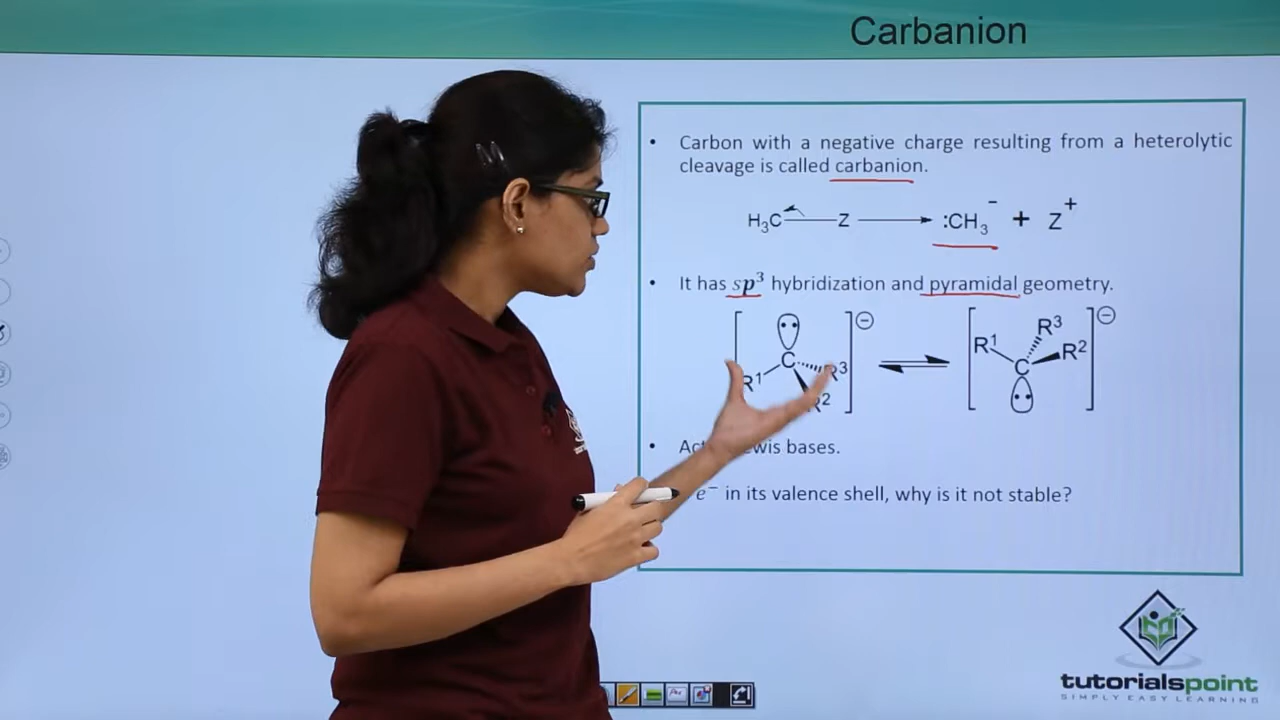 Carbanion
• Carbon with a negative charge resulting from a heterolytic
cleavage is called carbanion.
H₃C — Z ⟶ :CH₃⁻ + Z⁺
• It has sp³ hybridization and pyramidal geometry.
C R¹ R² R³ ⊖ ⇌ R¹ R³ R² C ⊖
• bases.
e⁻ in its valence shell, why is it not stable?
tutorialspoint
SIMPLY EASY LEARNING